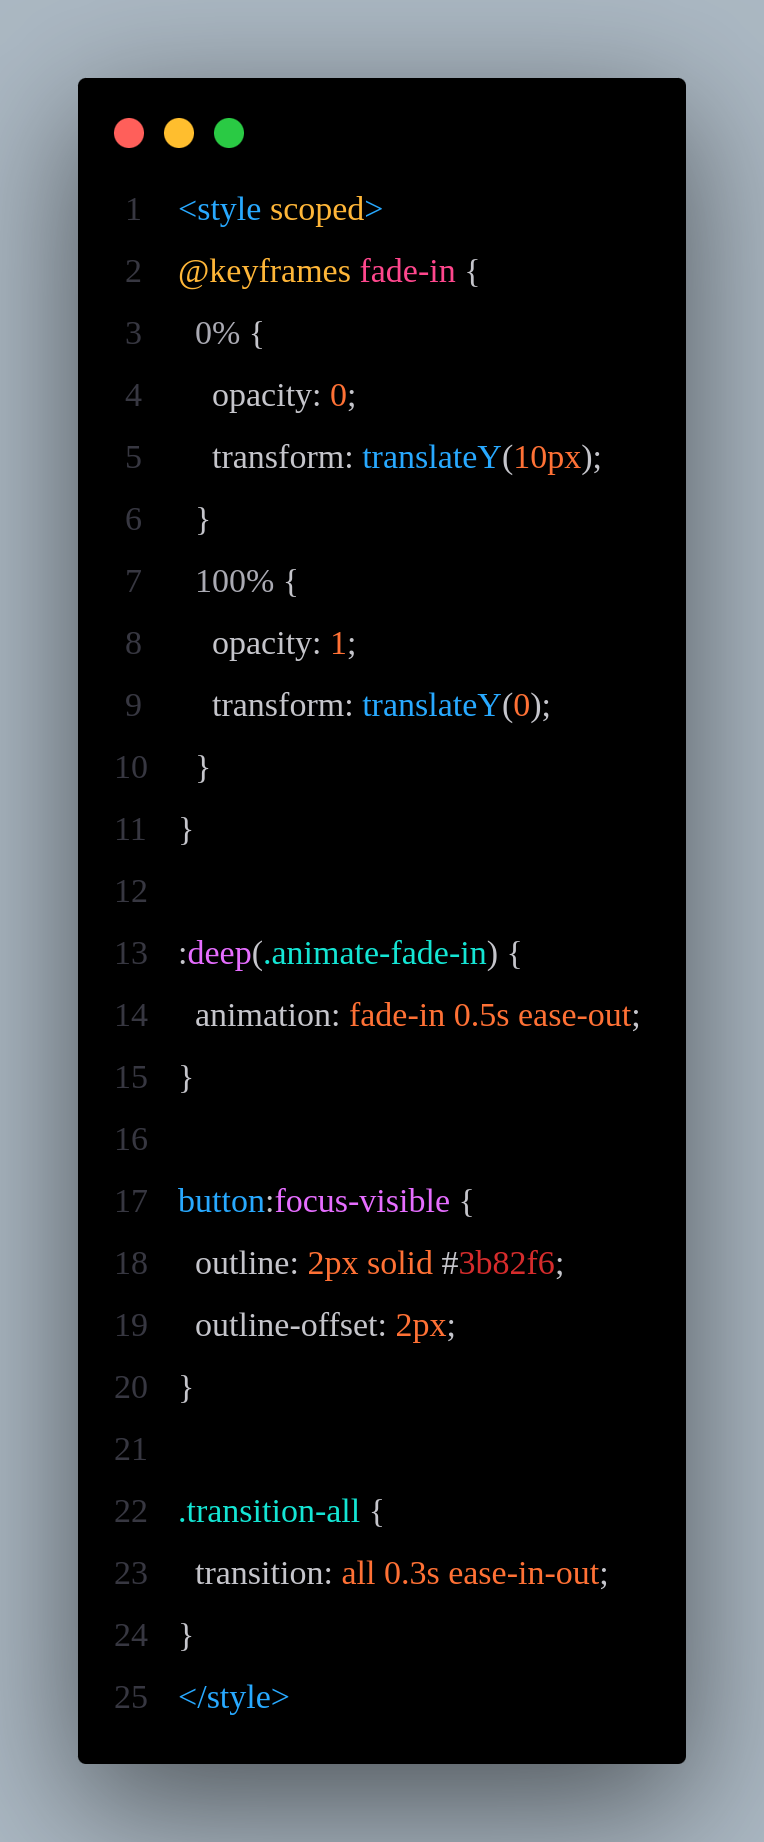 1 <style scoped>
2 @keyframes fade-in {
3   0% {
4     opacity: 0;
5     transform: translateY(10px);
6   }
7   100% {
8     opacity: 1;
9     transform: translateY(0);
10   }
11 }
12
13 :deep(.animate-fade-in) {
14   animation: fade-in 0.5s ease-out;
15 }
16
17 button:focus-visible {
18   outline: 2px solid #3b82f6;
19   outline-offset: 2px;
20 }
21
22 .transition-all {
23   transition: all 0.3s ease-in-out;
24 }
25 </style>